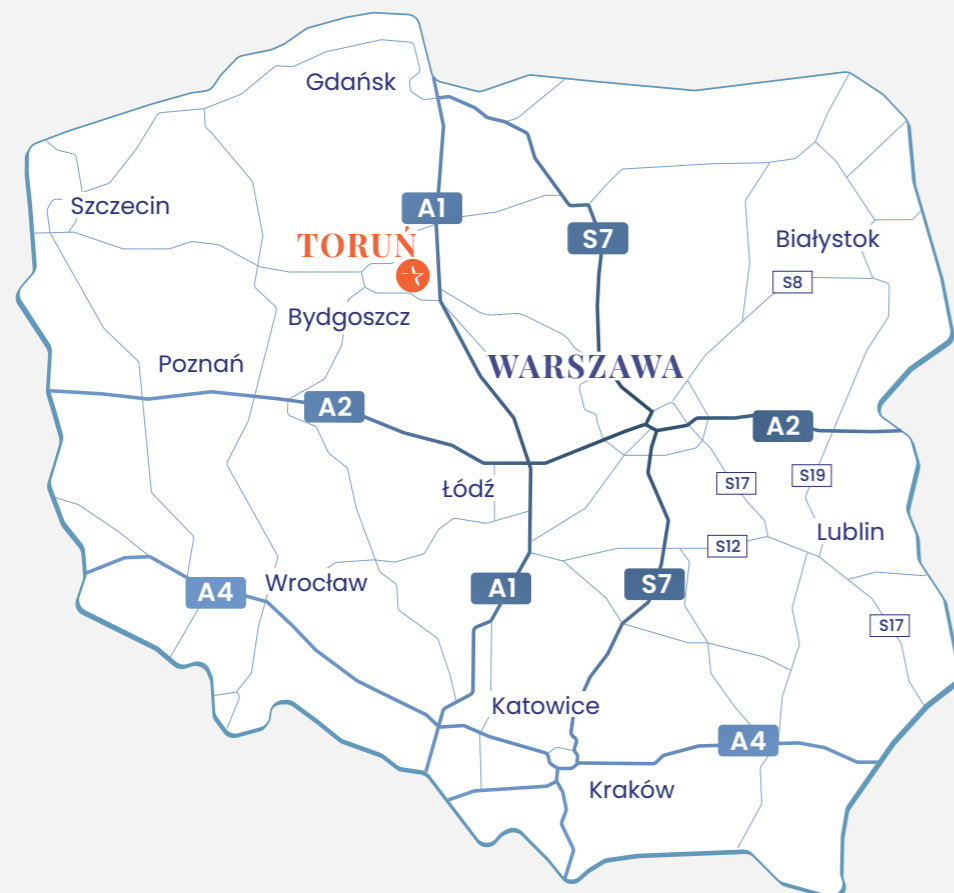 Gdańsk
Szczecin
A1
TORUŃ
S7
Białystok
S8
Bydgoszcz
Poznań
WARSZAWA
A2
A2
Łódź
S17
S19
Lublin
S12
A4
Wrocław
A1
S7
S17
Katowice
A4
Kraków